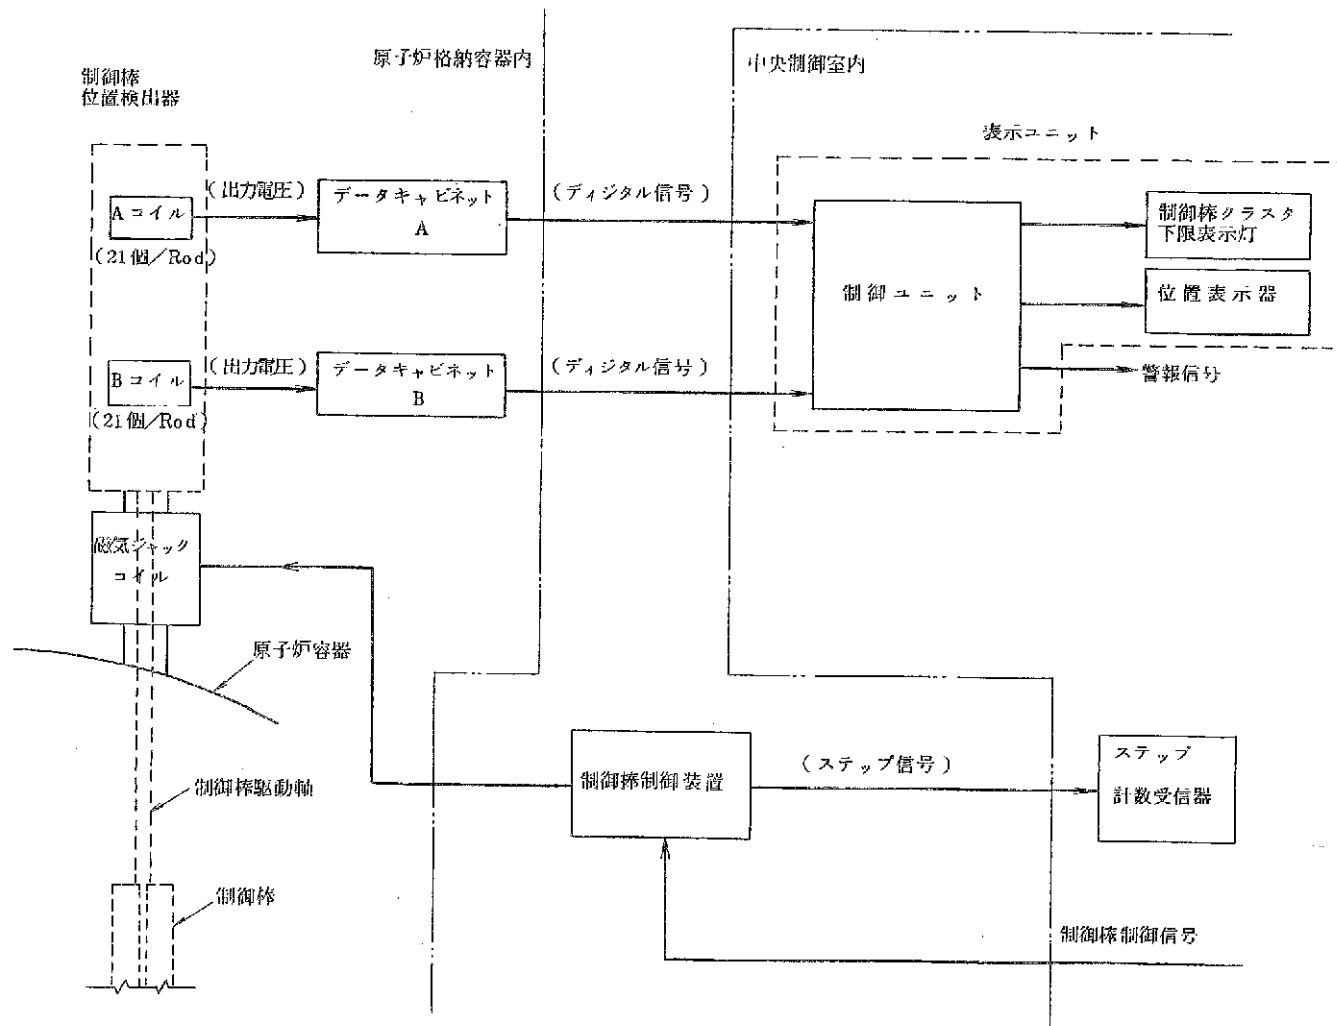 原子炉格納容器内
中央制御室内
制御棒
位置検出器
表示ユニット
(出力電圧)
データキャビネット
A
(ディジタル信号)
Aコイル
(21個/Rod)
制御ユニット
制御棒クラスタ
下限表示灯
位置表示器
(出力電圧)
データキャビネット
B
(ディジタル信号)
Bコイル
(21個/Rod)
警報信号
磁気ジャック
コイル
原子炉容器
制御棒駆動軸
制御棒制御装置
(ステップ信号)
ステップ
計数受信器
制御棒
制御棒制御信号